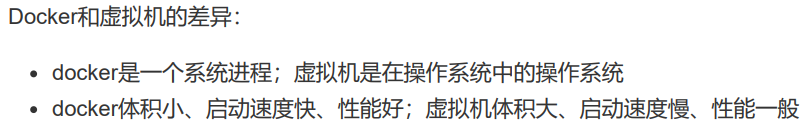 Docker和虚拟机的差异：
• docker是一个系统进程；虚拟机是在操作系统中的操作系统
• docker体积小、启动速度快、性能好；虚拟机体积大、启动速度慢、性能一般